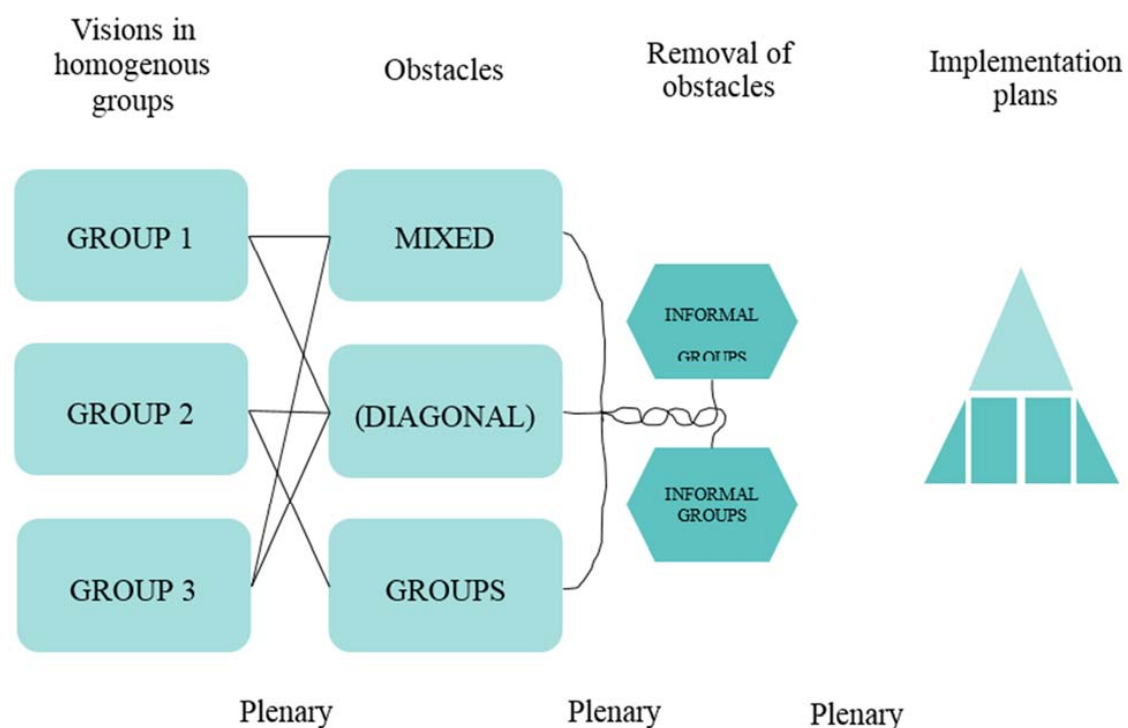 Visions in
homogenous
groups
Obstacles
Removal of
obstacles
Implementation
plans
GROUP 1
MIXED
INFORMAL
GROUPS
GROUP 2
(DIAGONAL)
INFORMAL
GROUPS
GROUP 3
GROUPS
Plenary
Plenary
Plenary